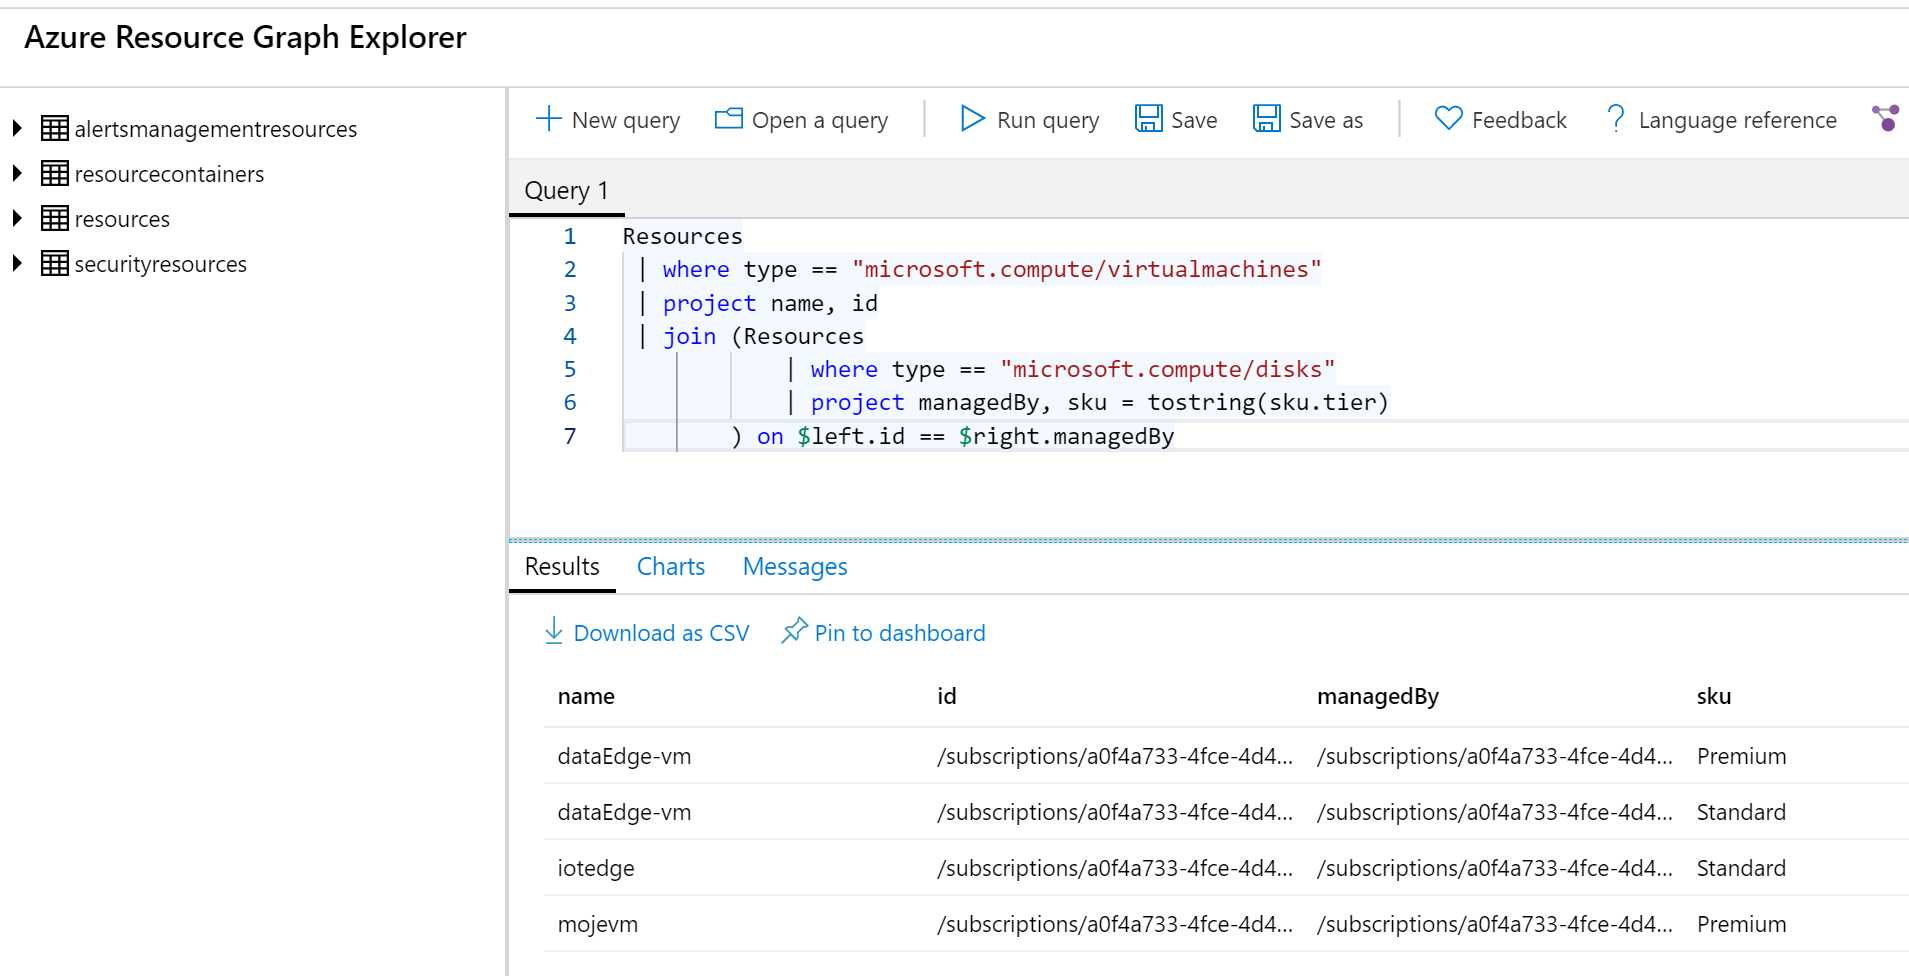 Azure Resource Graph Explorer
alertsmanagementresources
resourcecontainers
resources
securityresources
New query Open a query Run query Save Save as Feedback Language reference
Query 1
1 Resources
2 | where type == "microsoft.compute/virtualmachines"
3 | project name, id
4 | join (Resources
5 | where type == "microsoft.compute/disks"
6 | project managedBy, sku = tostring(sku.tier)
7 ) on $left.id == $right.managedBy
Results Charts Messages
Download as CSV Pin to dashboard
name id managedBy sku
dataEdge-vm /subscriptions/a0f4a733-4fce-4d4... /subscriptions/a0f4a733-4fce-4d4... Premium
dataEdge-vm /subscriptions/a0f4a733-4fce-4d4... /subscriptions/a0f4a733-4fce-4d4... Standard
iotedge /subscriptions/a0f4a733-4fce-4d4... /subscriptions/a0f4a733-4fce-4d4... Standard
mojevm /subscriptions/a0f4a733-4fce-4d4... /subscriptions/a0f4a733-4fce-4d4... Premium